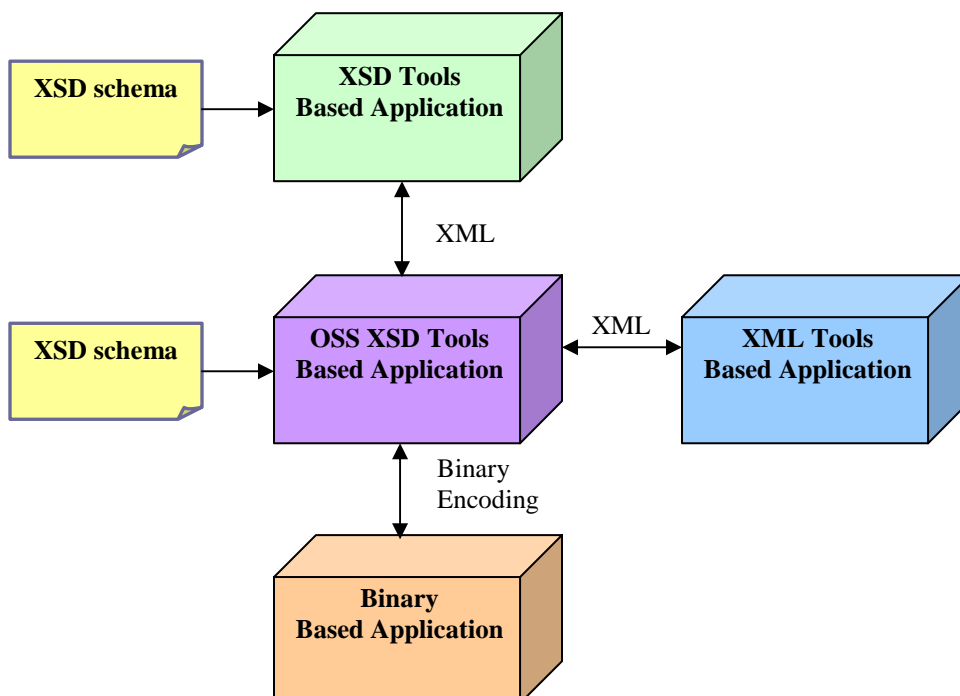 XSD schema
XSD Tools
Based Application
XML
XSD schema
OSS XSD Tools
Based Application
XML
XML Tools
Based Application
Binary
Encoding
Binary
Based Application